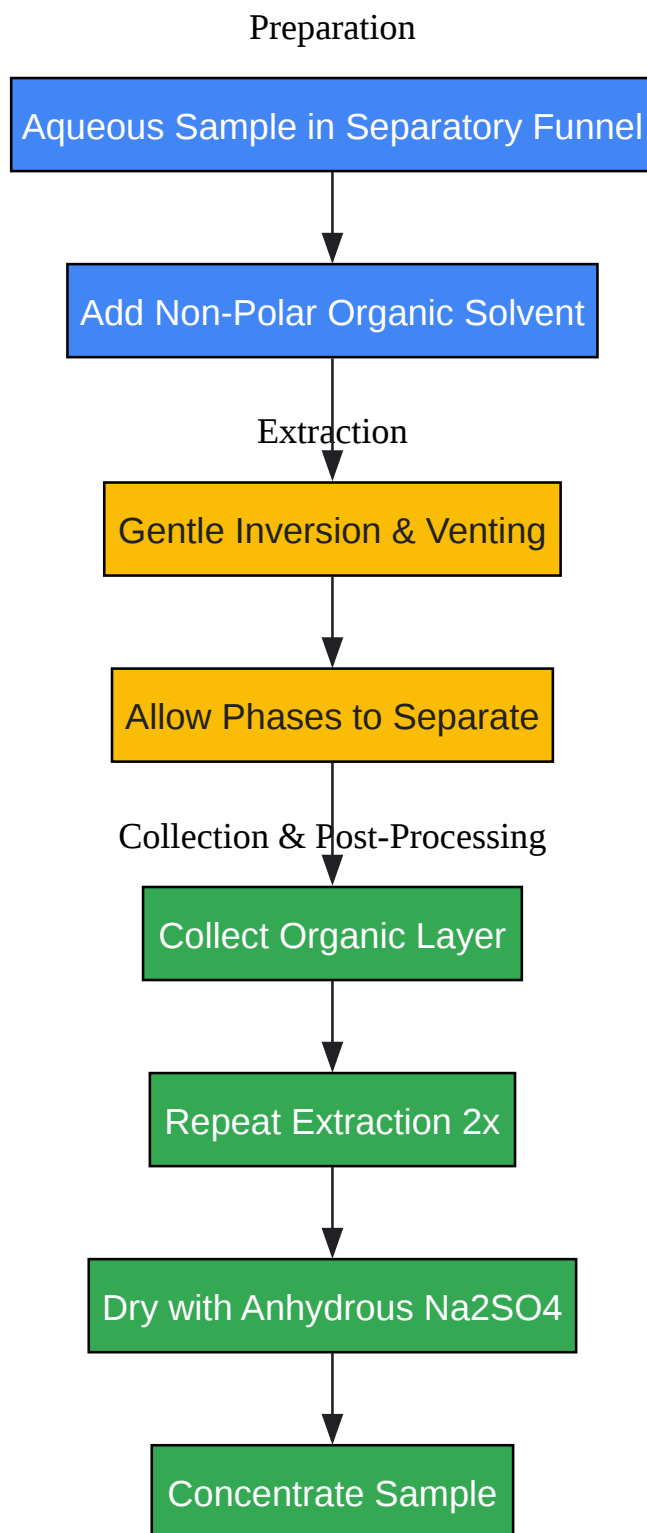 Preparation
Aqueous Sample in Separatory Funnel
Add Non-Polar Organic Solvent
Extraction
Gentle Inversion & Venting
Allow Phases to Separate
Collection & Post-Processing
Collect Organic Layer
Repeat Extraction 2x
Dry with Anhydrous Na2SO4
Concentrate Sample